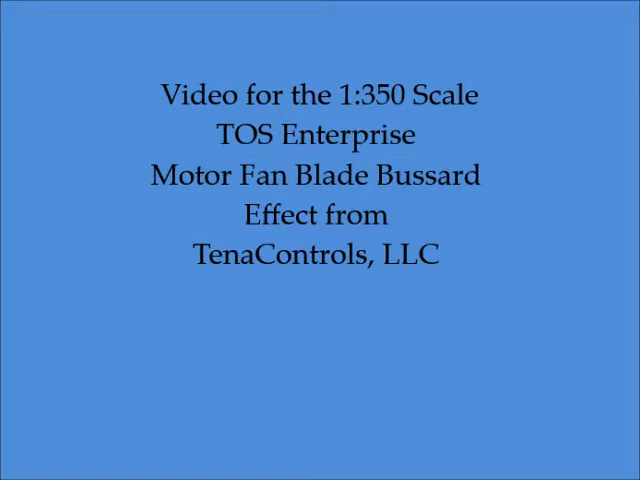 Video for the 1:350 Scale
TOS Enterprise
Motor Fan Blade Bussard
Effect from
TenaControls, LLC